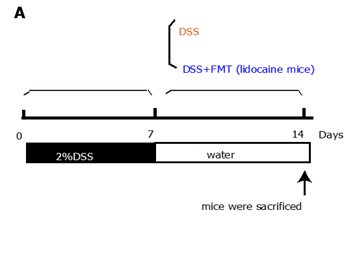 A
DSS
DSS+FMT (lidocaine mice)
0 7 14 Days
2%DSS water
mice were sacrificed